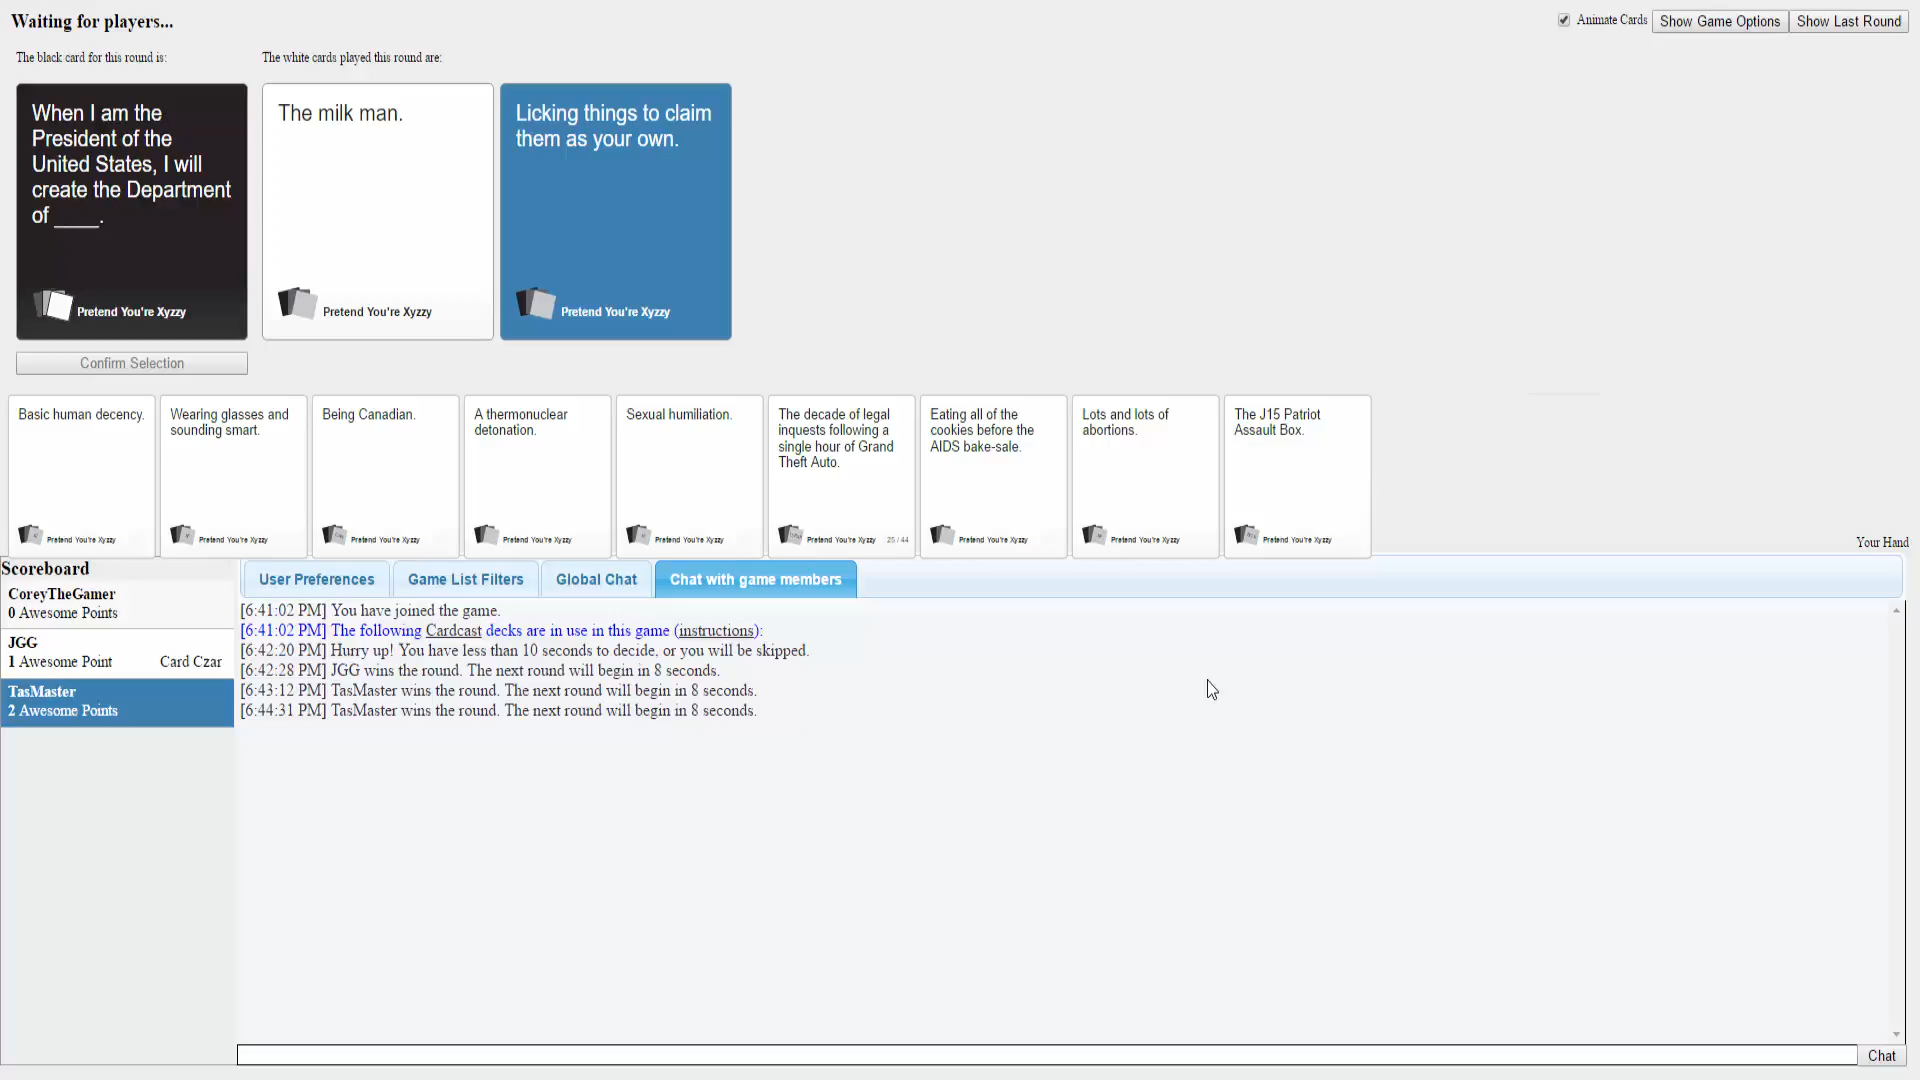 Waiting for players...
Animate Cards
Show Game Options
Show Last Round
The black card for this round is:
The white cards played this round are:
When I am the
President of the
United States, I will
create the Department
of ____.
Pretend You're Xyzzy
The milk man.
Pretend You're Xyzzy
Licking things to claim
them as your own.
Pretend You're Xyzzy
Confirm Selection
Basic human decency.
Pretend You're Xyzzy
Wearing glasses and
sounding smart.
Pretend You're Xyzzy
Being Canadian.
Pretend You're Xyzzy
A thermonuclear
detonation.
Pretend You're Xyzzy
Sexual humiliation.
Pretend You're Xyzzy
The decade of legal
inquests following a
single hour of Grand
Theft Auto.
Pretend You're Xyzzy 25 / 44
Eating all of the
cookies before the
AIDS bake-sale.
Pretend You're Xyzzy
Lots and lots of
abortions.
Pretend You're Xyzzy
The J15 Patriot
Assault Box.
Pretend You're Xyzzy
Your Hand
Scoreboard
CoreyTheGamer
0 Awesome Points
JGG
1 Awesome Point Card Czar
TasMaster
2 Awesome Points
User Preferences
Game List Filters
Global Chat
Chat with game members
[6:41:02 PM] You have joined the game.
[6:41:02 PM] The following Cardcast decks are in use in this game (instructions):
[6:42:20 PM] Hurry up! You have less than 10 seconds to decide, or you will be skipped.
[6:42:28 PM] JGG wins the round. The next round will begin in 8 seconds.
[6:43:12 PM] TasMaster wins the round. The next round will begin in 8 seconds.
[6:44:31 PM] TasMaster wins the round. The next round will begin in 8 seconds.
Chat